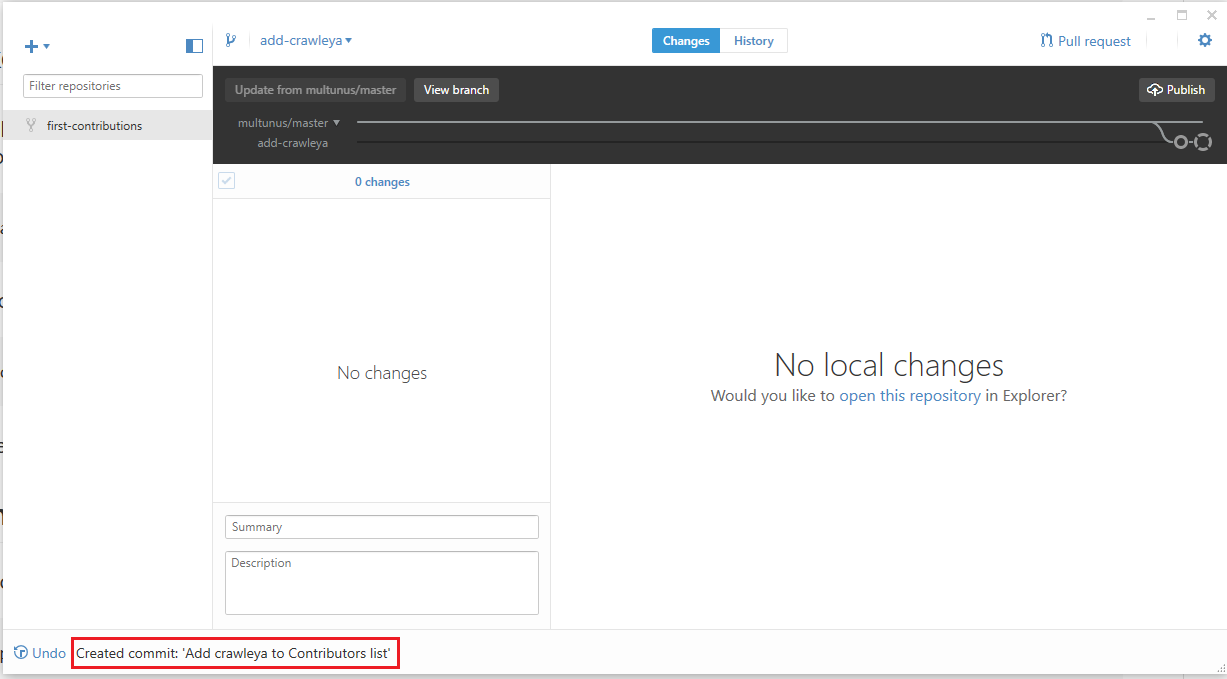 add-crawleya
Changes
History
Pull request
Filter repositories
first-contributions
Update from multunus/master
View branch
Publish
multunus/master
add-crawleya
0 changes
No changes
No local changes
Would you like to open this repository in Explorer?
Summary
Description
Undo
Created commit: 'Add crawleya to Contributors list'